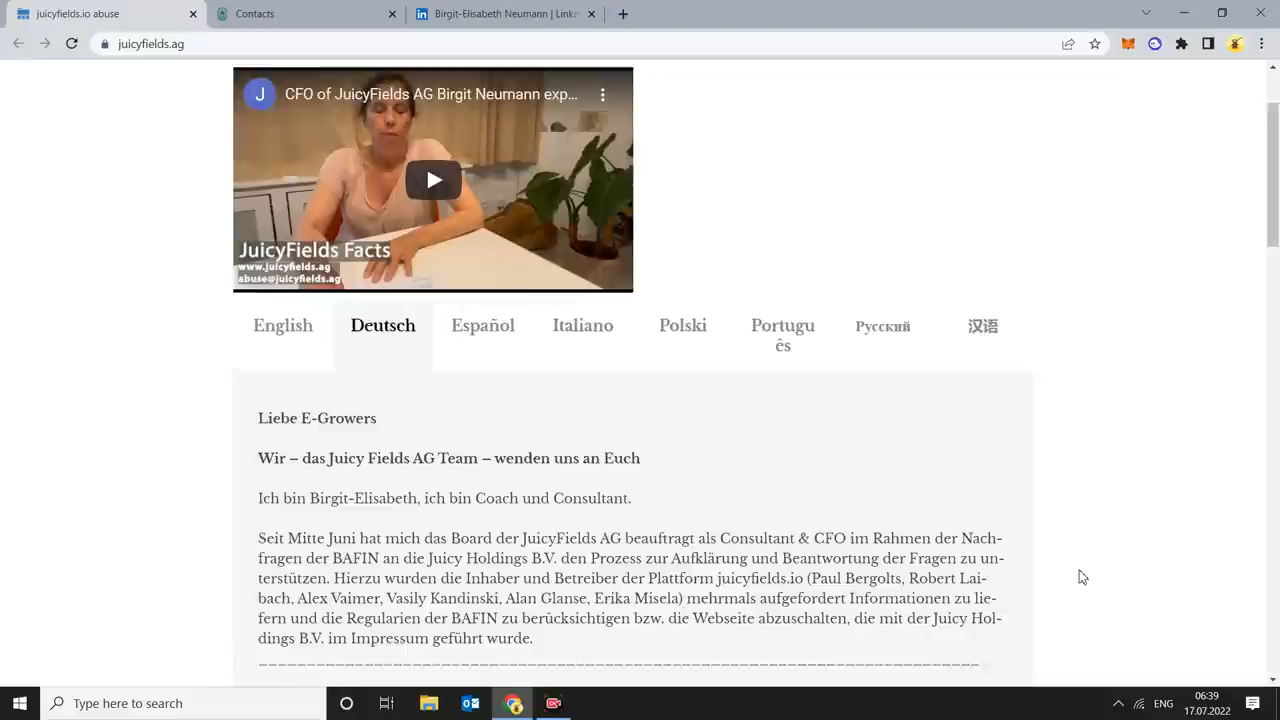 juicyfields.io abuse
Contacts
Birgit Neumann | Linke
juicyfields.ag
J
CFO of JuicyFields AG Birgit Neumann exp...
JuicyFields Facts
www.juicyfields.ag
abuse@juicyfields.ag
English Deutsch Español Italiano Polski Portugu Русский 汉语
ês
Liebe E-Growers
Wir – das Juicy Fields AG Team – wenden uns an Euch
Ich bin Birgit-Elisabeth, ich bin Coach und Consultant.
Seit Mitte Juni hat mich das Board der JuicyFields AG beauftragt als Consultant & CFO im Rahmen der Nach-
fragen der BAFIN an die Juicy Holdings B.V. den Prozess zur Aufklärung und Beantwortung der Fragen zu un-
terstützen. Hierzu wurden die Inhaber und Betreiber der Plattform juicyfields.io (Paul Bergolts, Robert Lai-
bach, Alex Vaimer, Vasily Kandinski, Alan Glanse, Erika Misela) mehrmals aufgefordert Informationen zu lie-
fern und die Regularien der BAFIN zu berücksichtigen bzw. die Webseite abzuschalten, die mit der Juicy Hol-
dings B.V. im Impressum geführt wurde.
Type here to search
ENG
06:39
17.07.2022